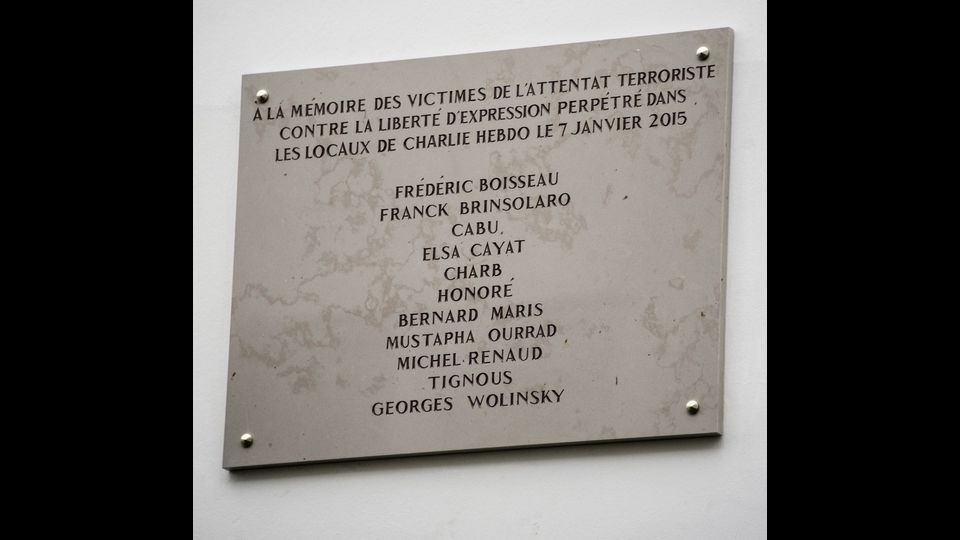 À LA MÉMOIRE DES VICTIMES DE L'ATTENTAT TERRORISTE
CONTRE LA LIBERTÉ D'EXPRESSION PERPÉTRÉ DANS
LES LOCAUX DE CHARLIE HEBDO LE 7 JANVIER 2015
FRÉDÉRIC BOISSEAU
FRANCK BRINSOLARO
CABU
ELSA CAYAT
CHARB
HONORÉ
BERNARD MARIS
MUSTAPHA OURRAD
MICHEL RENAUD
TIGNOUS
GEORGES WOLINSKY